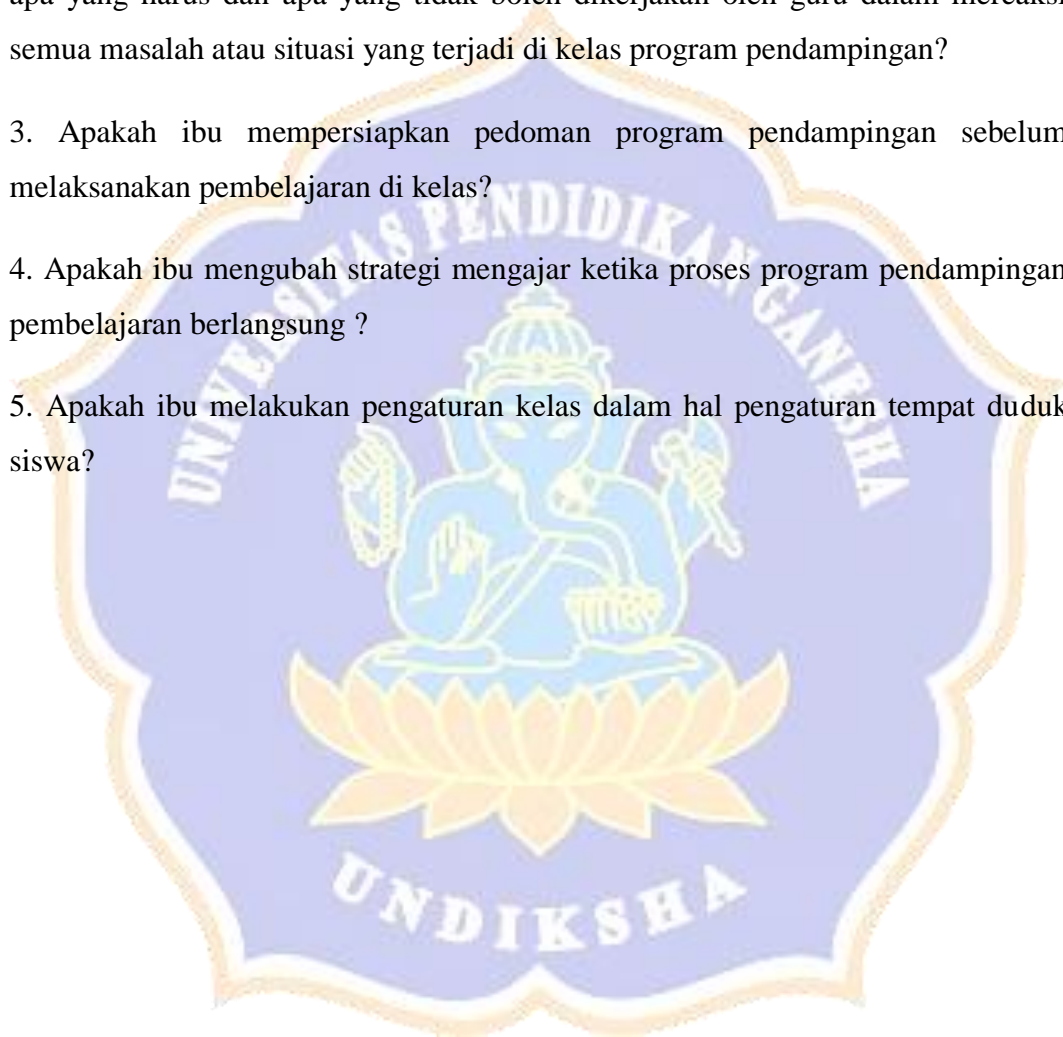 apa yang harus dan apa yang tidak boleh dikerjakan oleh guru dalam mereaksi
semua masalah atau situasi yang terjadi di kelas program pendampingan?
3. Apakah ibu mempersiapkan pedoman program pendampingan sebelum
melaksanakan pembelajaran di kelas?
4. Apakah ibu mengubah strategi mengajar ketika proses program pendampingan
pembelajaran berlangsung ?
5. Apakah ibu melakukan pengaturan kelas dalam hal pengaturan tempat duduk
siswa?
UNIVERSITAS PENDIDIKAN GANESHA
UNDIKSHA